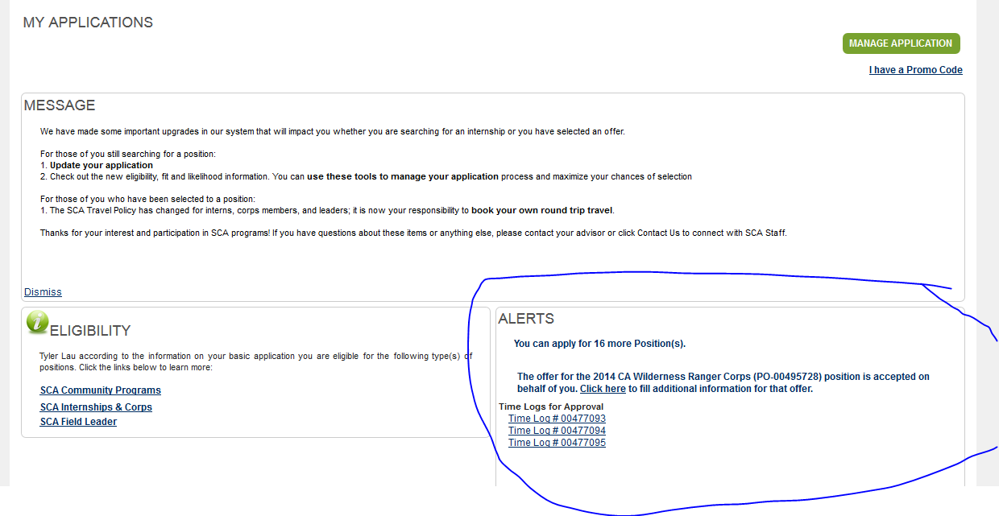 MY APPLICATIONS
MANAGE APPLICATION
I have a Promo Code
MESSAGE
We have made some important upgrades in our system that will impact you whether you are searching for an internship or you have selected an offer.
For those of you still searching for a position:
1. Update your application
2. Check out the new eligibility, fit and likelihood information. You can use these tools to manage your application process and maximize your chances of selection
For those of you who have been selected to a position:
1. The SCA Travel Policy has changed for interns, corps members, and leaders; it is now your responsibility to book your own round trip travel.
Thanks for your interest and participation in SCA programs! If you have questions about these items or anything else, please contact your advisor or click Contact Us to connect with SCA Staff.
Dismiss
ELIGIBILITY
Tyler Lau according to the information on your basic application you are eligible for the following type(s) of
positions. Click the links below to learn more:
SCA Community Programs
SCA Internships & Corps
SCA Field Leader
ALERTS
You can apply for 16 more Position(s).
The offer for the 2014 CA Wilderness Ranger Corps (PO-00495728) position is accepted on
behalf of you. Click here to fill additional information for that offer.
Time Logs for Approval
Time Log # 00477093
Time Log # 00477094
Time Log # 00477095